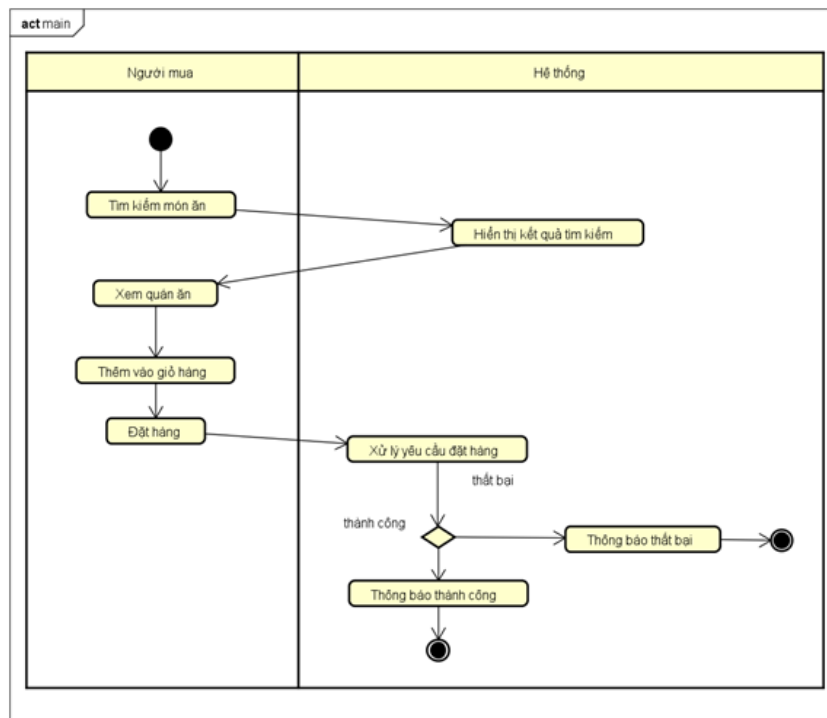 act main
Người mua
Hệ thống
Tìm kiếm món ăn
Hiển thị kết quả tìm kiếm
Xem quán ăn
Thêm vào giỏ hàng
Đặt hàng
Xử lý yêu cầu đặt hàng
thất bại
thành công
Thông báo thất bại
Thông báo thành công